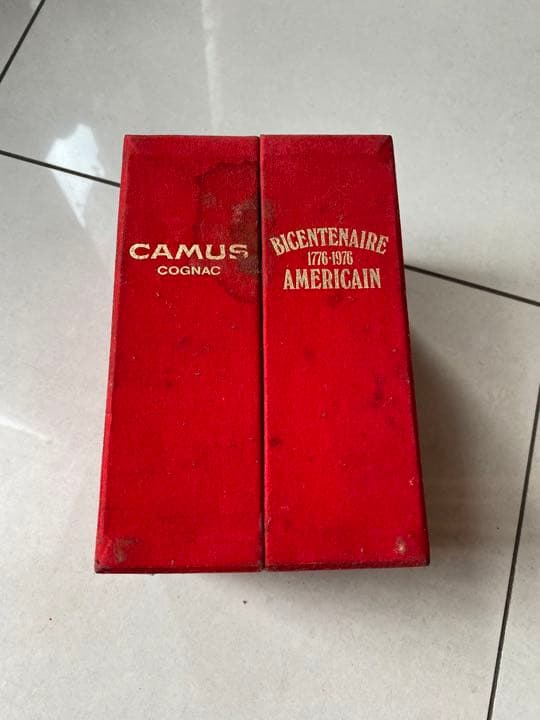 CAMUS
COGNAC
BICENTENAIRE
1776-1976
AMERICAIN